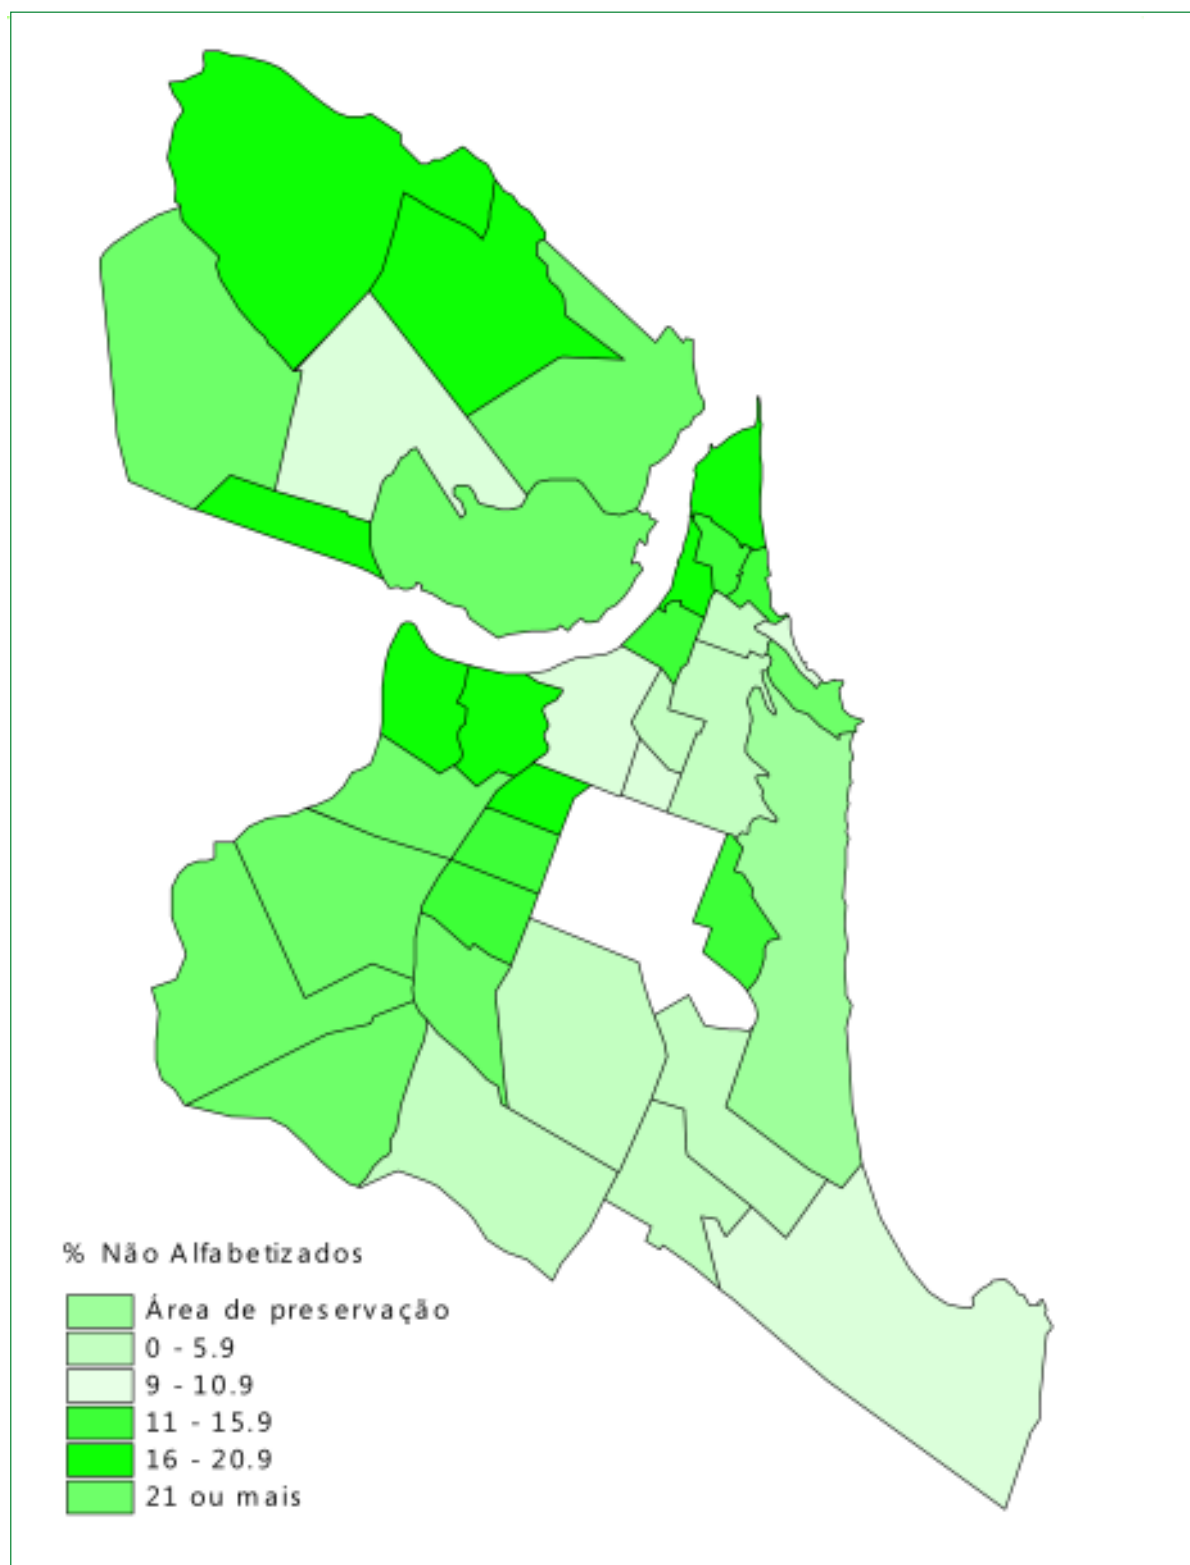 % Não Alfabetizados
Área de preservação
0 - 5.9
9 - 10.9
11 - 15.9
16 - 20.9
21 ou mais